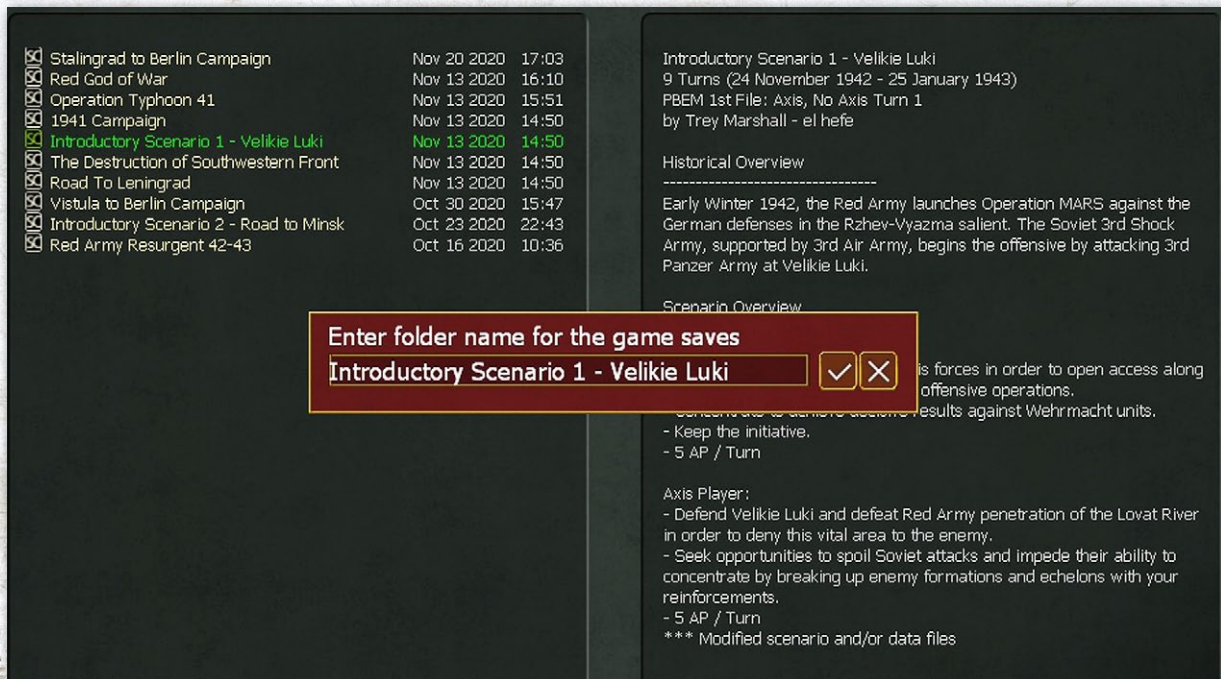 Stalingrad to Berlin Campaign Nov 20 2020 17:03
Red God of War Nov 13 2020 16:10
Operation Typhoon 41 Nov 13 2020 15:51
1941 Campaign Nov 13 2020 14:50
Introductory Scenario 1 - Velikie Luki Nov 13 2020 14:50
The Destruction of Southwestern Front Nov 13 2020 14:50
Road To Leningrad Nov 13 2020 14:50
Vistula to Berlin Campaign Oct 30 2020 15:47
Introductory Scenario 2 - Road to Minsk Oct 23 2020 22:43
Red Army Resurgent 42-43 Oct 16 2020 10:36
Introductory Scenario 1 - Velikie Luki
9 Turns (24 November 1942 - 25 January 1943)
PBEM 1st File: Axis, No Axis Turn 1
by Trey Marshall - el hefe
Historical Overview
---------------------------------
Early Winter 1942, the Red Army launches Operation MARS against the
German defenses in the Rzhev-Vyazma salient. The Soviet 3rd Shock
Army, supported by 3rd Air Army, begins the offensive by attacking 3rd
Panzer Army at Velikie Luki.
Scenario Overview
Enter folder name for the game saves
Introductory Scenario 1 - Velikie Luki
is forces in order to open access along
offensive operations.
- Concentrate to achieve decisive results against Wehrmacht units.
- Keep the initiative.
- 5 AP / Turn
Axis Player:
- Defend Velikie Luki and defeat Red Army penetration of the Lovat River
in order to deny this vital area to the enemy.
- Seek opportunities to spoil Soviet attacks and impede their ability to
concentrate by breaking up enemy formations and echelons with your
reinforcements.
- 5 AP / Turn
*** Modified scenario and/or data files